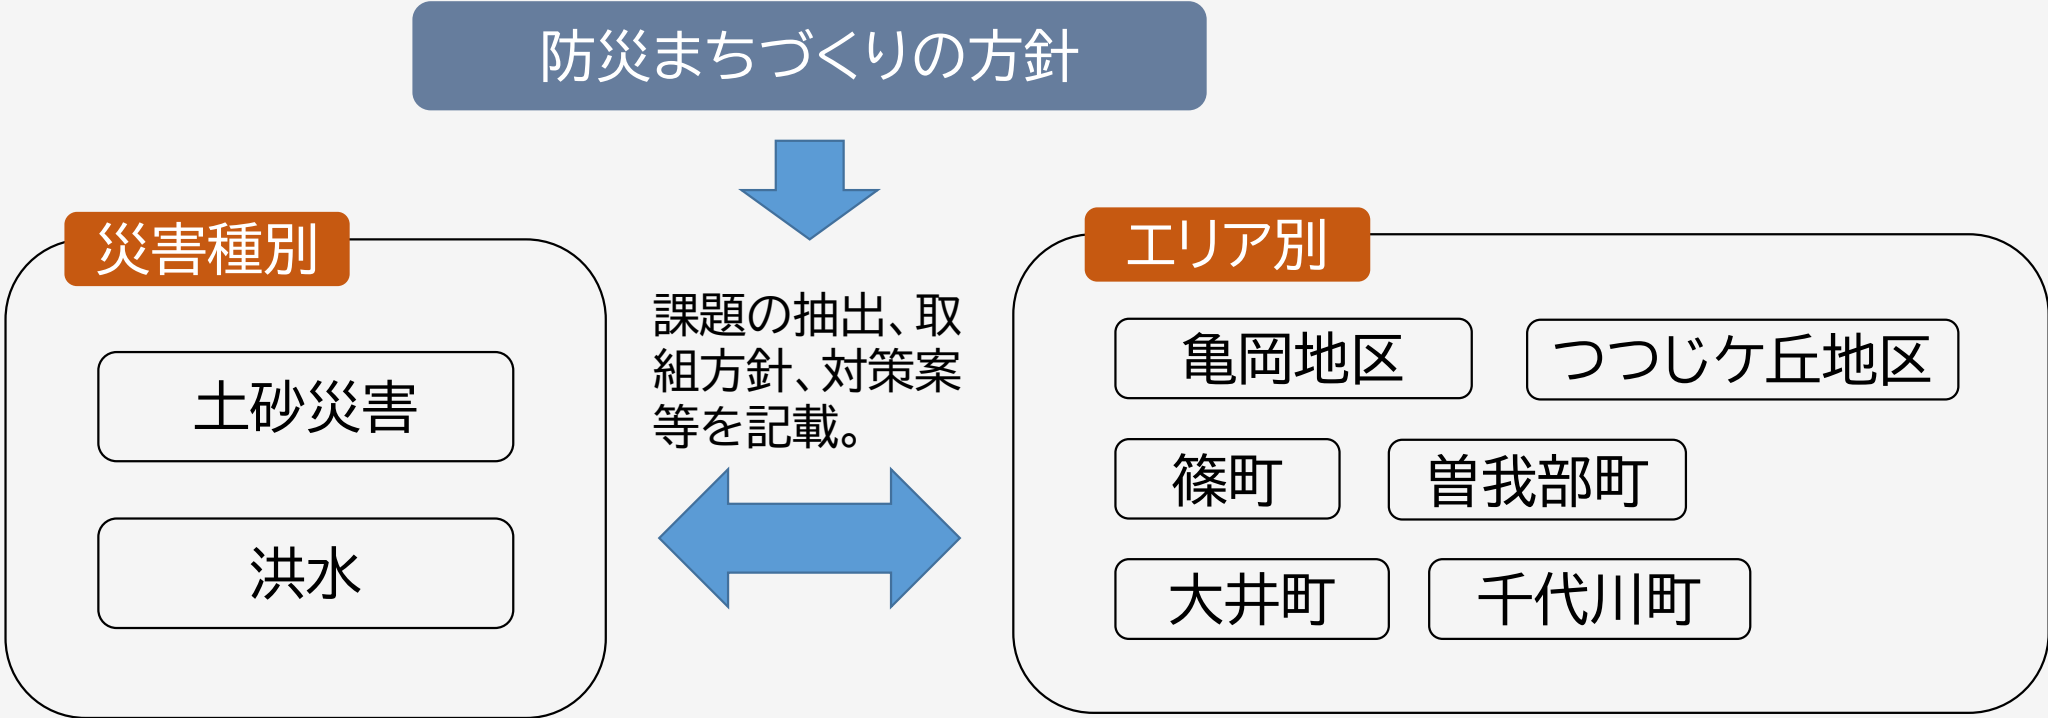 防災まちづくりの方針
災害種別
土砂災害
洪水
課題の抽出、取
組方針、対策案
等を記載。
エリア別
亀岡地区
つつじケ丘地区
篠町
曽我部町
大井町
千代川町